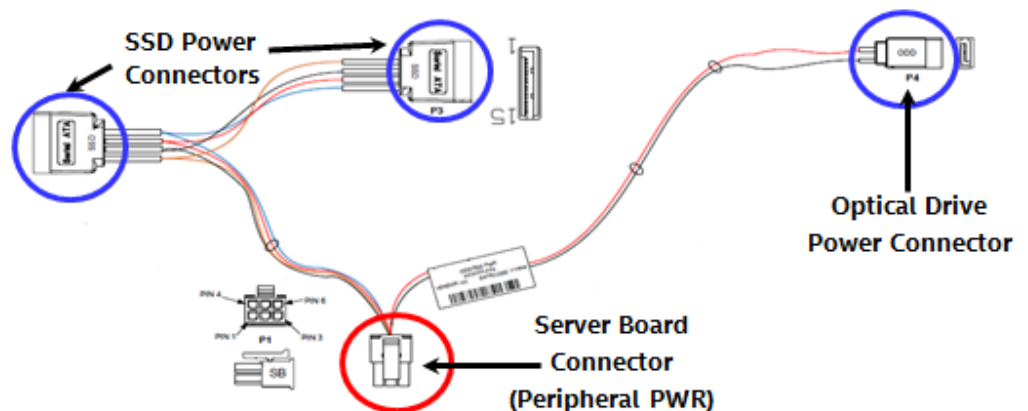 SSD Power
Connectors
Serial ATA
SSD
SSD
Serial ATA
P3
1
15
ODD
P4
Optical Drive
Power Connector
PIN 4
PIN 6
PIN 1
PIN 3
P1
SB
Server Board
Connector
(Peripheral PWR)